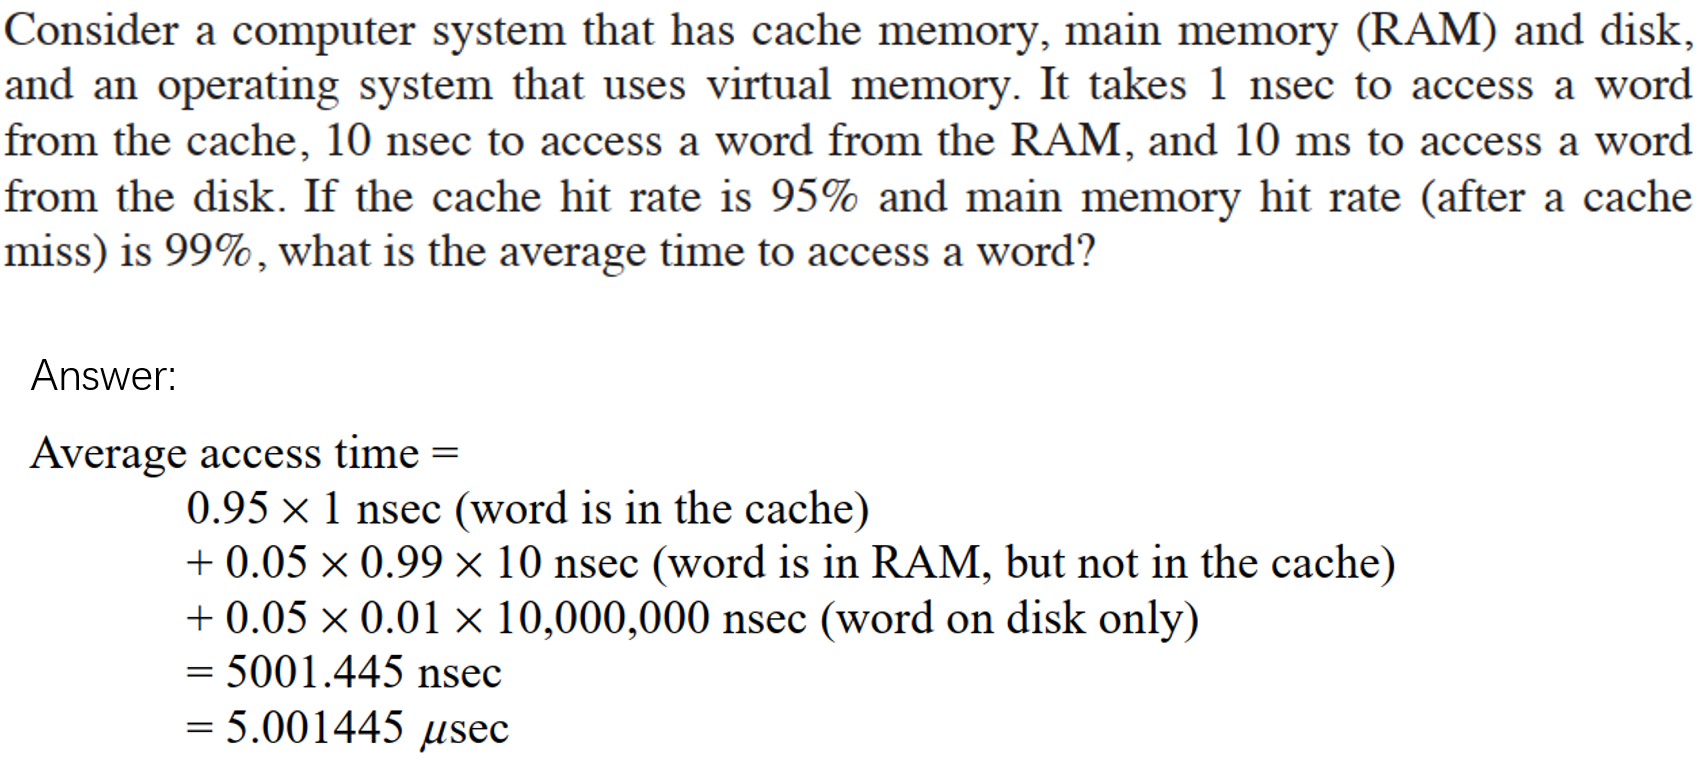 Consider a computer system that has cache memory, main memory (RAM) and disk,
and an operating system that uses virtual memory. It takes 1 nsec to access a word
from the cache, 10 nsec to access a word from the RAM, and 10 ms to access a word
from the disk. If the cache hit rate is 95% and main memory hit rate (after a cache
miss) is 99%, what is the average time to access a word?
Answer:
Average access time =
0.95 × 1 nsec (word is in the cache)
+ 0.05 × 0.99 × 10 nsec (word is in RAM, but not in the cache)
+ 0.05 × 0.01 × 10,000,000 nsec (word on disk only)
= 5001.445 nsec
= 5.001445 μsec